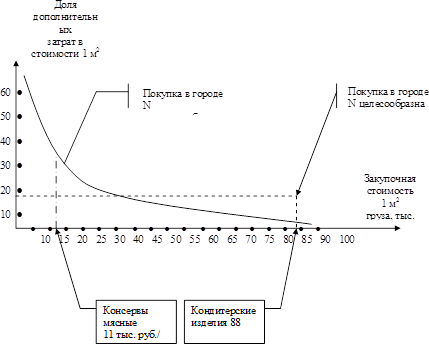 Доля
дополнительн
ых
затрат в
стоимости 1 м²
60
50
40
30
20
10
Покупка в городе
N
Покупка в городе
N целесообразна
Закупочная
стоимость
1 м²
груза, тыс.
10 15 20 25 30 40 45 50 55 60 65 70 75 80 85 90 100
Консервы
мясные
11 тыс. руб./
Кондитерские
изделия 88